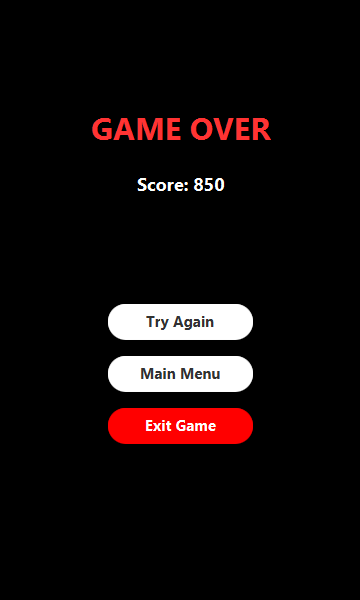 GAME OVER
Score: 850
Try Again
Main Menu
Exit Game